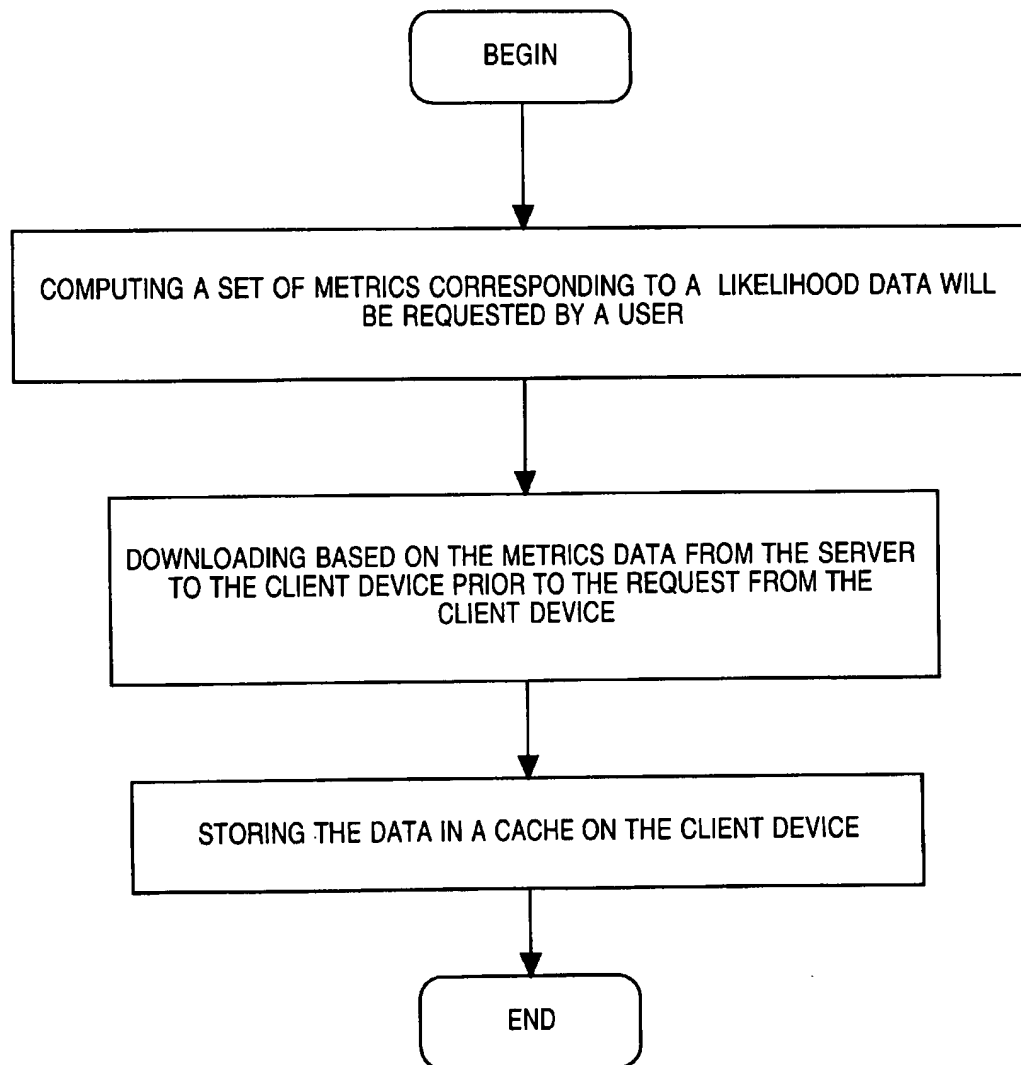 BEGIN
COMPUTING A SET OF METRICS CORRESPONDING TO A LIKELIHOOD DATA WILL
BE REQUESTED BY A USER
DOWNLOADING BASED ON THE METRICS DATA FROM THE SERVER
TO THE CLIENT DEVICE PRIOR TO THE REQUEST FROM THE
CLIENT DEVICE
STORING THE DATA IN A CACHE ON THE CLIENT DEVICE
END